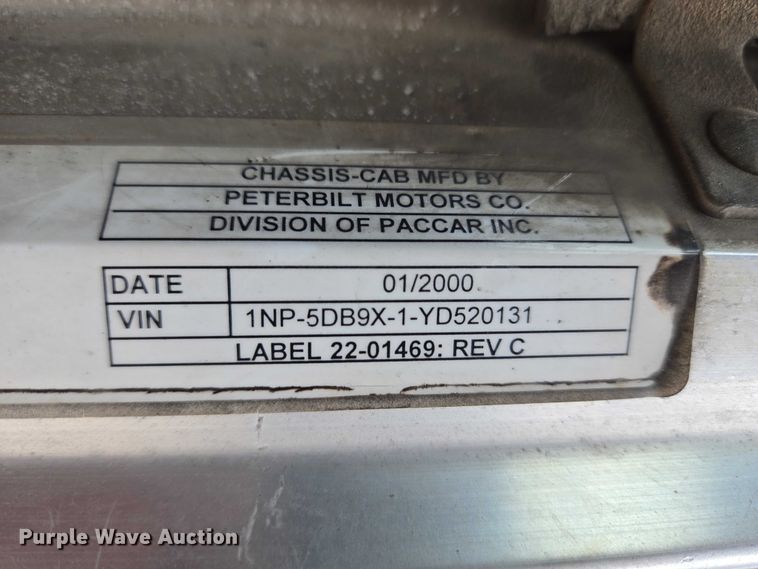 CHASSIS-CAB MFD BY
PETERBILT MOTORS CO.
DIVISION OF PACCAR INC.
DATE 01/2000
VIN 1NP-5DB9X-1-YD520131
LABEL 22-01469: REV C
Purple Wave Auction